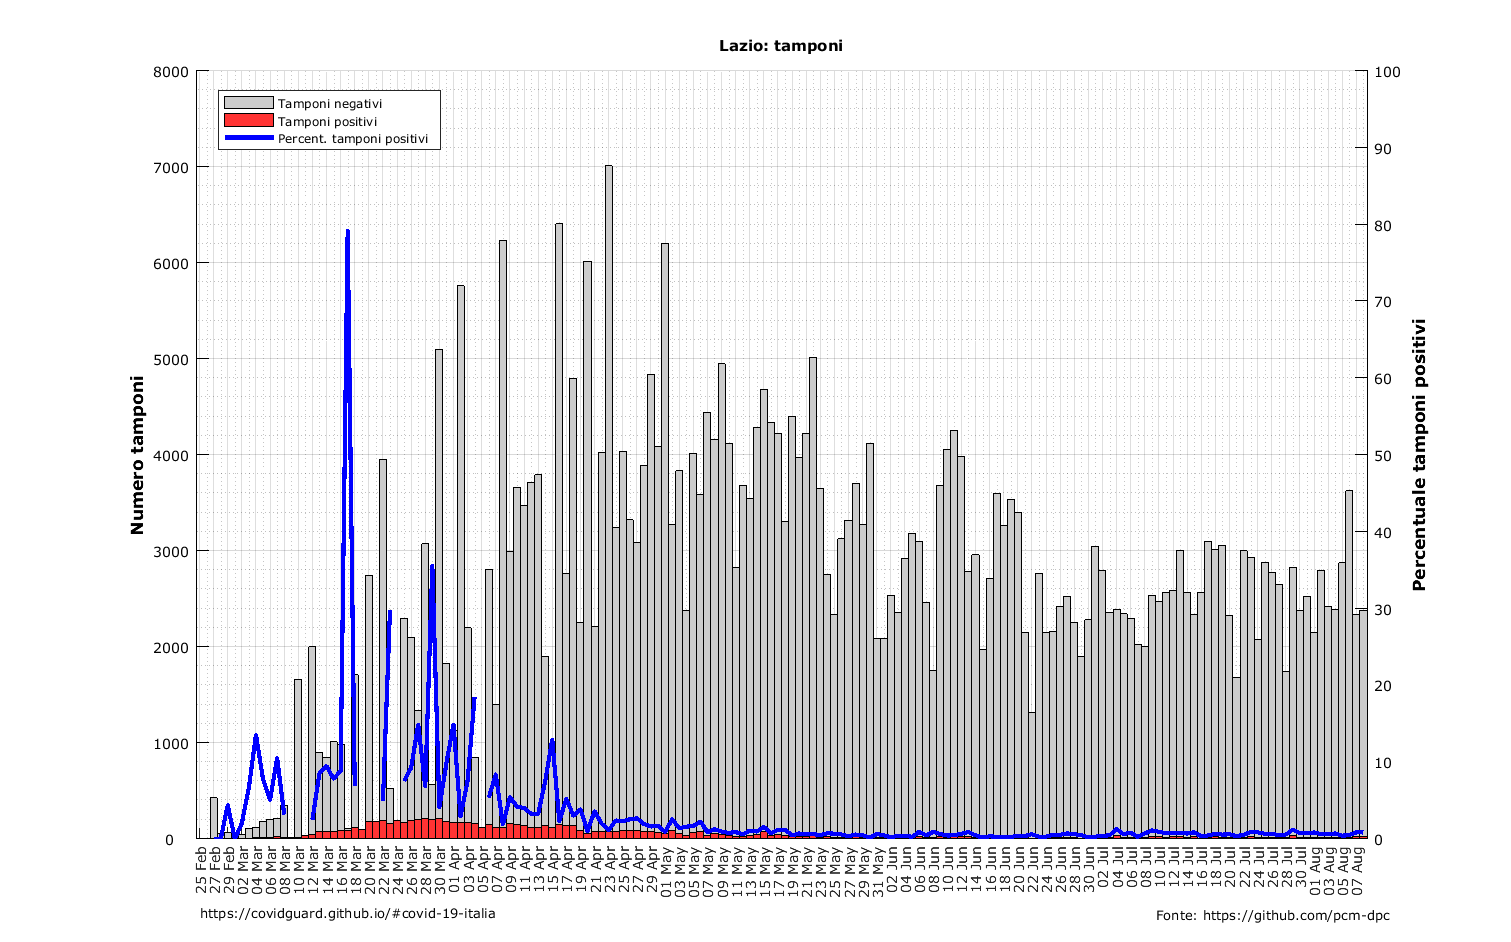 Lazio: tamponi
8000
7000
6000
5000
4000
3000
2000
1000
0
Numero tamponi
Tamponi negativi
Tamponi positivi
Percent. tamponi positivi
100
90
80
70
60
50
40
30
20
10
0
Percentuale tamponi positivi
25 Feb
27 Feb
29 Feb
02 Mar
04 Mar
06 Mar
08 Mar
10 Mar
12 Mar
14 Mar
16 Mar
18 Mar
20 Mar
22 Mar
24 Mar
26 Mar
28 Mar
30 Mar
01 Apr
03 Apr
05 Apr
07 Apr
09 Apr
11 Apr
13 Apr
15 Apr
17 Apr
19 Apr
21 Apr
23 Apr
25 Apr
27 Apr
29 Apr
01 May
03 May
05 May
07 May
09 May
11 May
13 May
15 May
17 May
19 May
21 May
23 May
25 May
27 May
29 May
31 May
02 Jun
04 Jun
06 Jun
08 Jun
10 Jun
12 Jun
14 Jun
16 Jun
18 Jun
20 Jun
22 Jun
24 Jun
26 Jun
28 Jun
30 Jun
02 Jul
04 Jul
06 Jul
08 Jul
10 Jul
12 Jul
14 Jul
16 Jul
18 Jul
20 Jul
22 Jul
24 Jul
26 Jul
28 Jul
30 Jul
01 Aug
03 Aug
05 Aug
07 Aug
https://covidguard.github.io/#covid-19-italia
Fonte: https://github.com/pcm-dpc